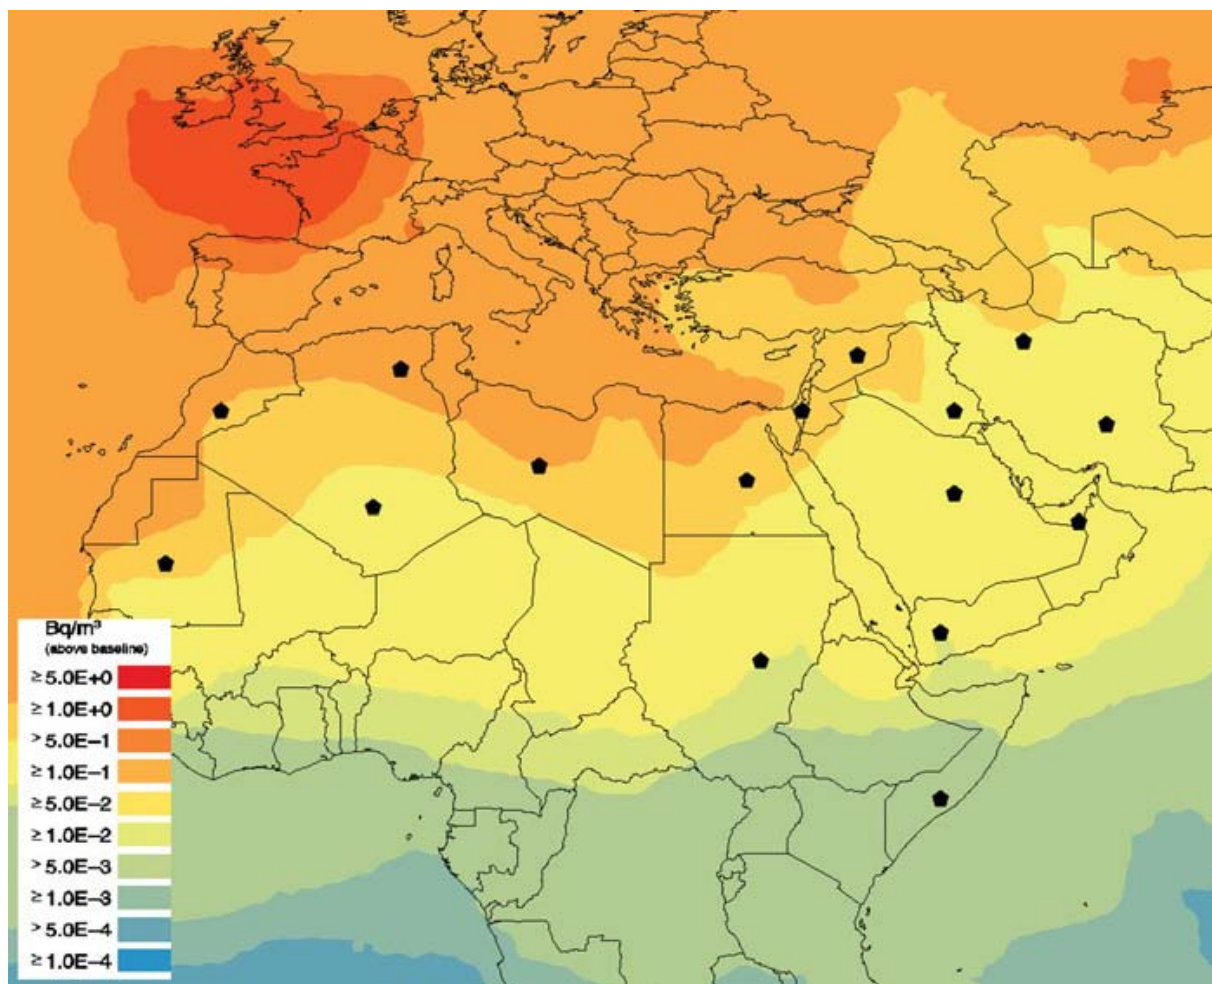 Bq/m³
(above baseline)
≥5.0E+0
≥1.0E+0
>5.0E−1
≥1.0E−1
≥5.0E−2
≥1.0E−2
>5.0E−3
≥1.0E−3
>5.0E−4
≥1.0E−4